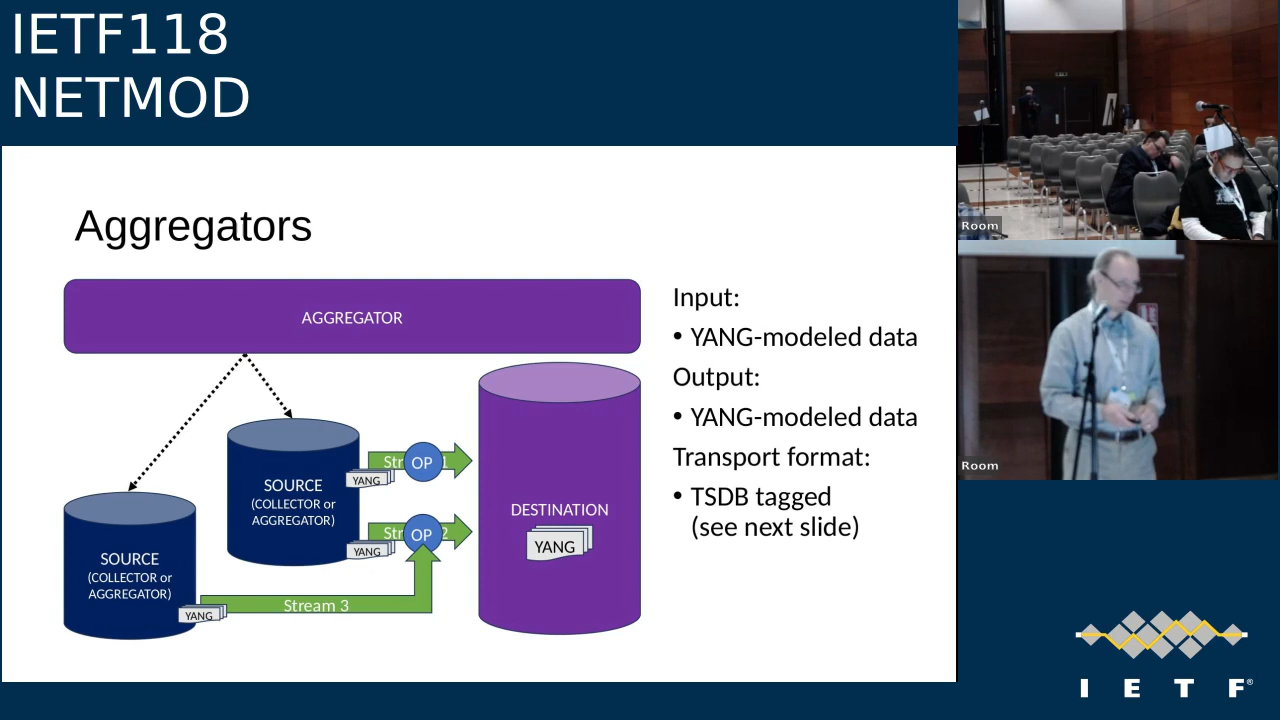 IETF118
NETMOD
Aggregators
AGGREGATOR
SOURCE
(COLLECTOR or
AGGREGATOR)
YANG
OP
YANG
OP
SOURCE
(COLLECTOR or
AGGREGATOR)
YANG
Stream 3
DESTINATION
YANG
Input:
• YANG-modeled data
Output:
• YANG-modeled data
Transport format:
• TSDB tagged
(see next slide)
Room
Room
I E T F®